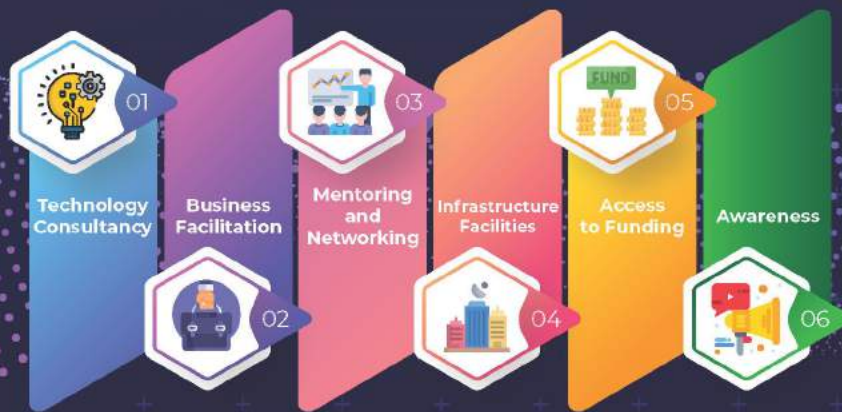 01
Technology
Consultancy
Business
Facilitation
02
03
Mentoring
and
Networking
Infrastructure
Facilities
04
FUND
05
Access
to Funding
Awareness
06